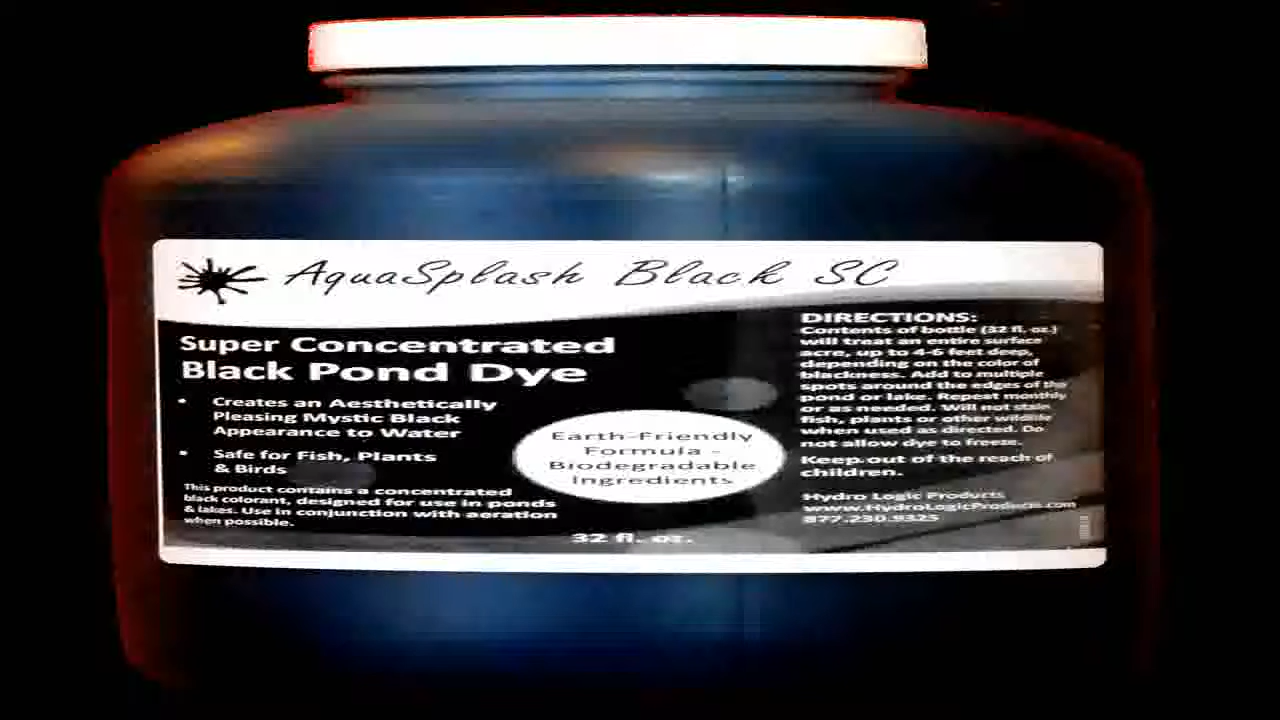 AquaSplash Black SC
Super Concentrated
Black Pond Dye
• Creates an Aesthetically
Pleasing Mystic Black
Appearance to Water
• Safe for Fish, Plants
& Birds
This product contains a concentrated
black colorant, designed for use in ponds
& lakes. Use in conjunction with aeration
when possible.
Earth-Friendly
Formula -
Biodegradable
Ingredients
32 fl. oz.
DIRECTIONS:
Contents of bottle (32 fl. oz.)
will treat an entire surface
acre, up to 4-6 feet deep,
depending on the color of
blackness. Add to multiple
spots around the edges of the
pond or lake. Repeat monthly
or as needed. Will not stain
fish, plants or other wildlife
when used as directed. Do
not allow dye to freeze.
Keep out of the reach of
children.
Hydro Logic Products
www.HydroLogicProducts.com
877.230.9325